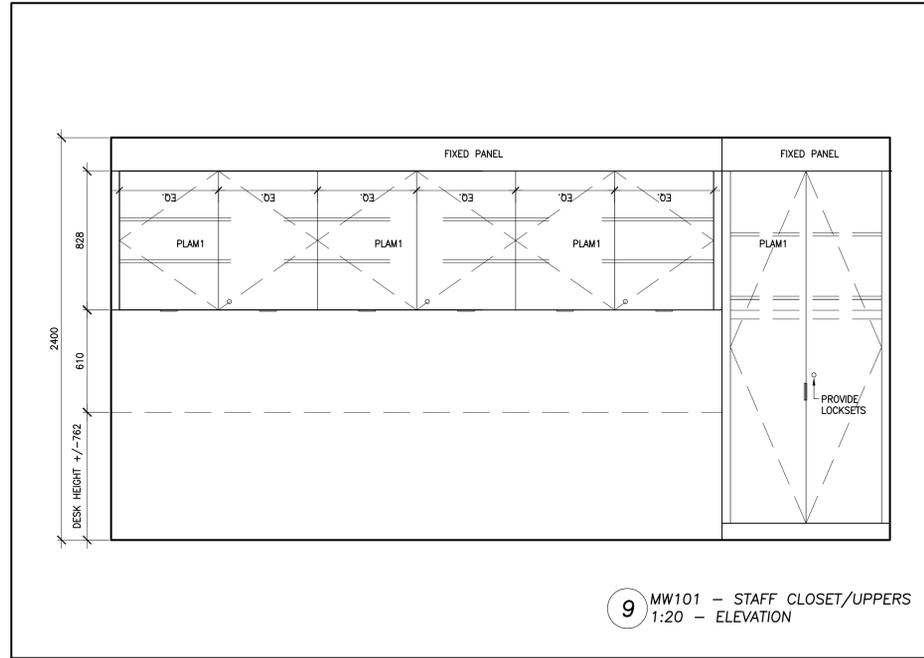 FIXED PANEL
FIXED PANEL
EQ.
EQ.
EQ.
EQ.
EQ.
EQ.
828
PLAM1
PLAM1
PLAM1
PLAM1
2400
610
PROVIDE
LOCKSETS
DESK HEIGHT +/-762
9
MW101 - STAFF CLOSET/UPPERS
1:20 - ELEVATION